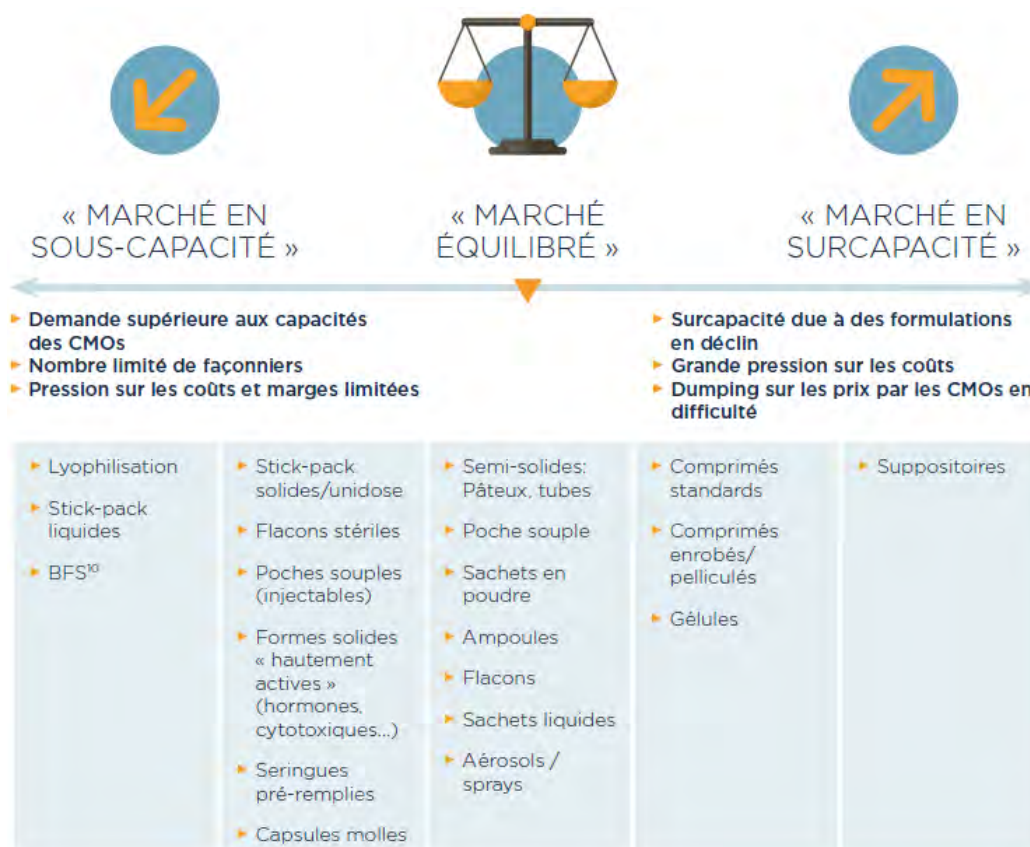 « MARCHÉ EN
SOUS-CAPACITÉ »
« MARCHÉ
ÉQUILIBRÉ »
« MARCHÉ EN
SURCAPACITÉ »
Demande supérieure aux capacités
des CMOs
Nombre limité de façonniers
Pression sur les coûts et marges limitées
Surcapacité due à des formulations
en déclin
Grande pression sur les coûts
Dumping sur les prix par les CMOs en
difficulté
Lyophilisation
Stick-pack
liquides
BFS¹⁰
Stick-pack
solides/unidose
Flacons stériles
Poches souples
(injectables)
Formes solides
« hautement
actives »
(hormones,
cytotoxiques...)
Seringues
pré-remplies
Capsules molles
Semi-solides:
Pâteux, tubes
Poche souple
Sachets en
poudre
Ampoules
Flacons
Sachets liquides
Aérosols /
sprays
Comprimés
standards
Comprimés
enrobés/
pelliculés
Gélules
Suppositoires